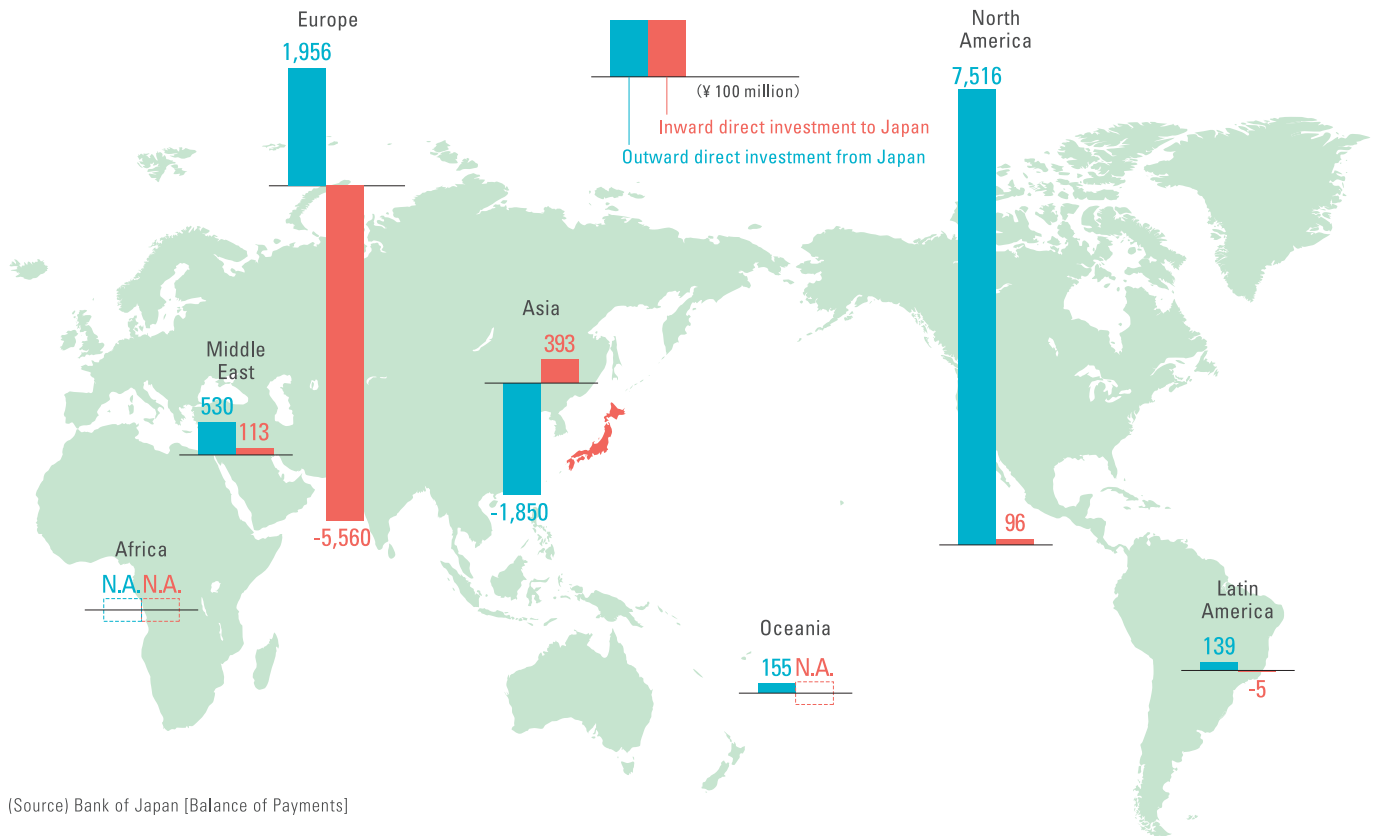 Europe
1,956
-5,560
(¥ 100 million)
Inward direct investment to Japan
Outward direct investment from Japan
North
America
7,516
96
Asia
393
-1,850
Middle
East
530
113
Africa
N.A. N.A.
Oceania
155 N.A.
Latin
America
139
-5
(Source) Bank of Japan [Balance of Payments]